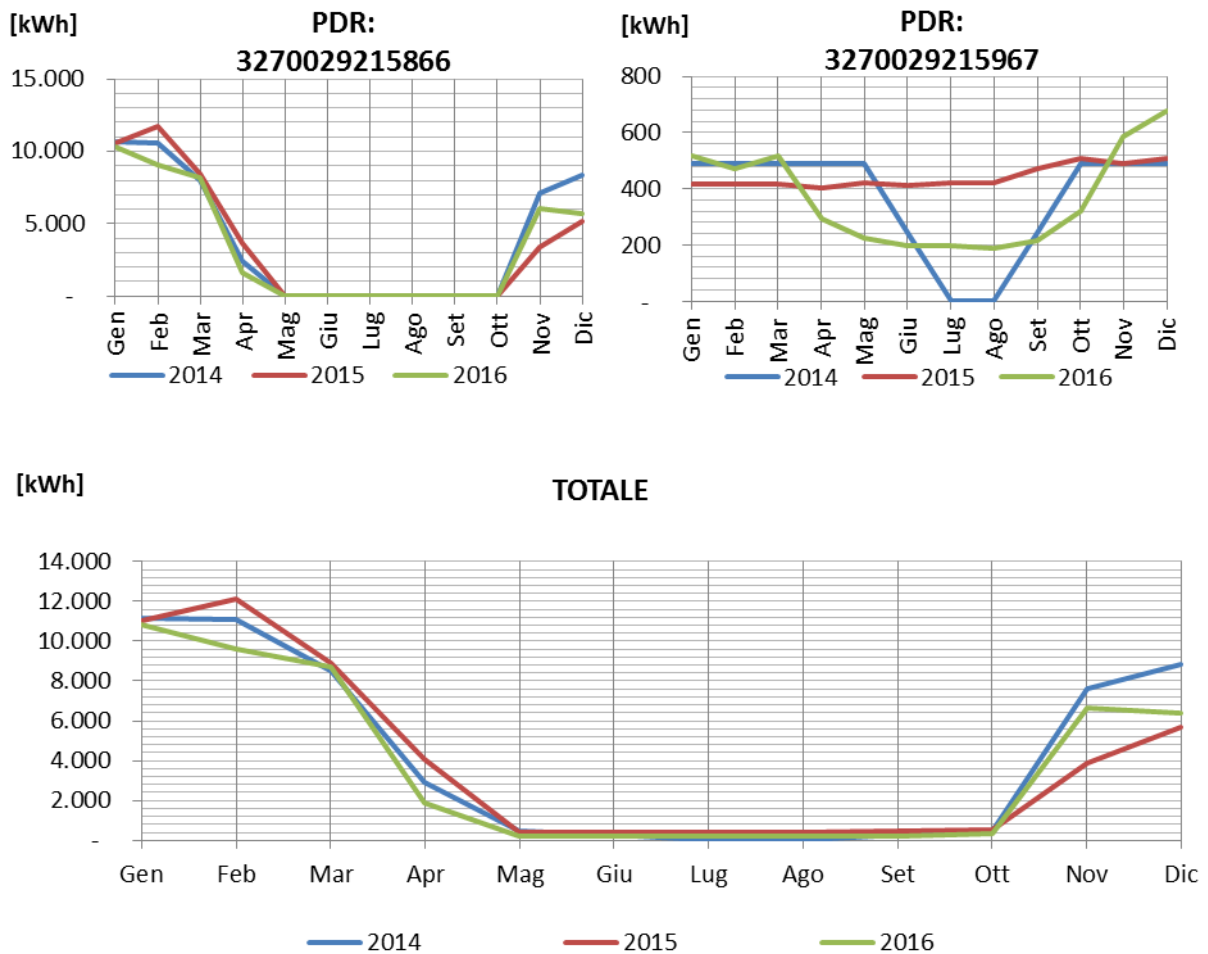 [kWh]
PDR:
3270029215866
15.000
10.000
5.000
-
Gen Feb Mar Apr Mag Giu Lug Ago Set Ott Nov Dic
2014 2015 2016
[kWh]
PDR:
3270029215967
800
600
400
200
-
Gen Feb Mar Apr Mag Giu Lug Ago Set Ott Nov Dic
2014 2015 2016
[kWh]
TOTALE
14.000
12.000
10.000
8.000
6.000
4.000
2.000
-
Gen Feb Mar Apr Mag Giu Lug Ago Set Ott Nov Dic
2014 2015 2016